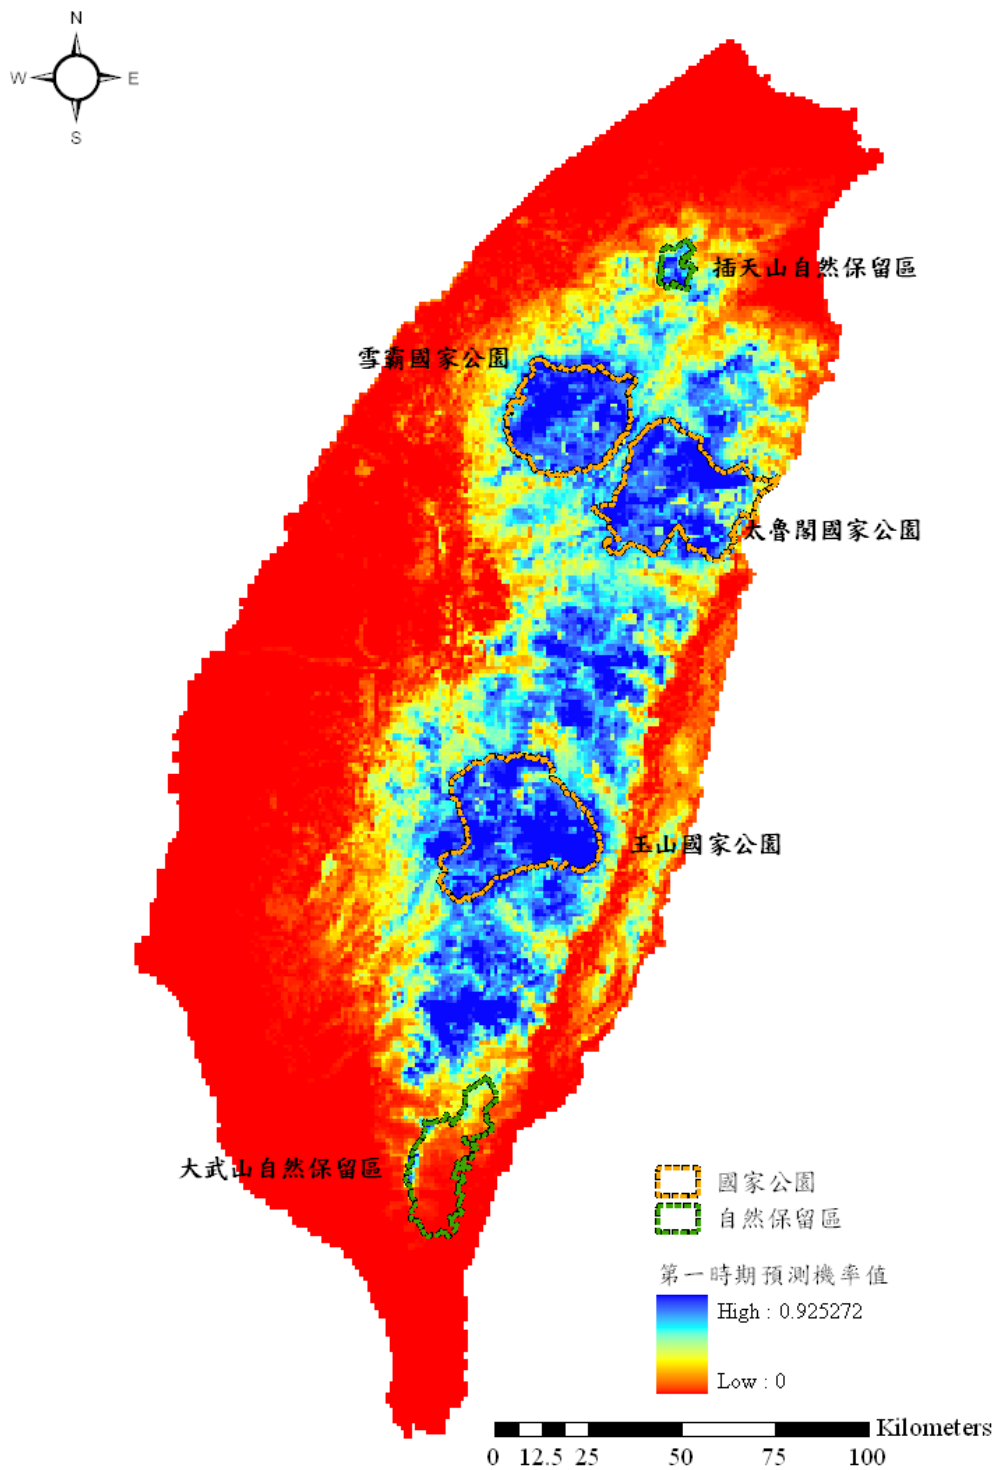 N
W E
S
插天山自然保留區
雪霸國家公園
太魯閣國家公園
玉山國家公園
大武山自然保留區
國家公園
自然保留區
第一時期預測機率值
High : 0.925272
Low : 0
Kilometers
0 12.5 25 50 75 100